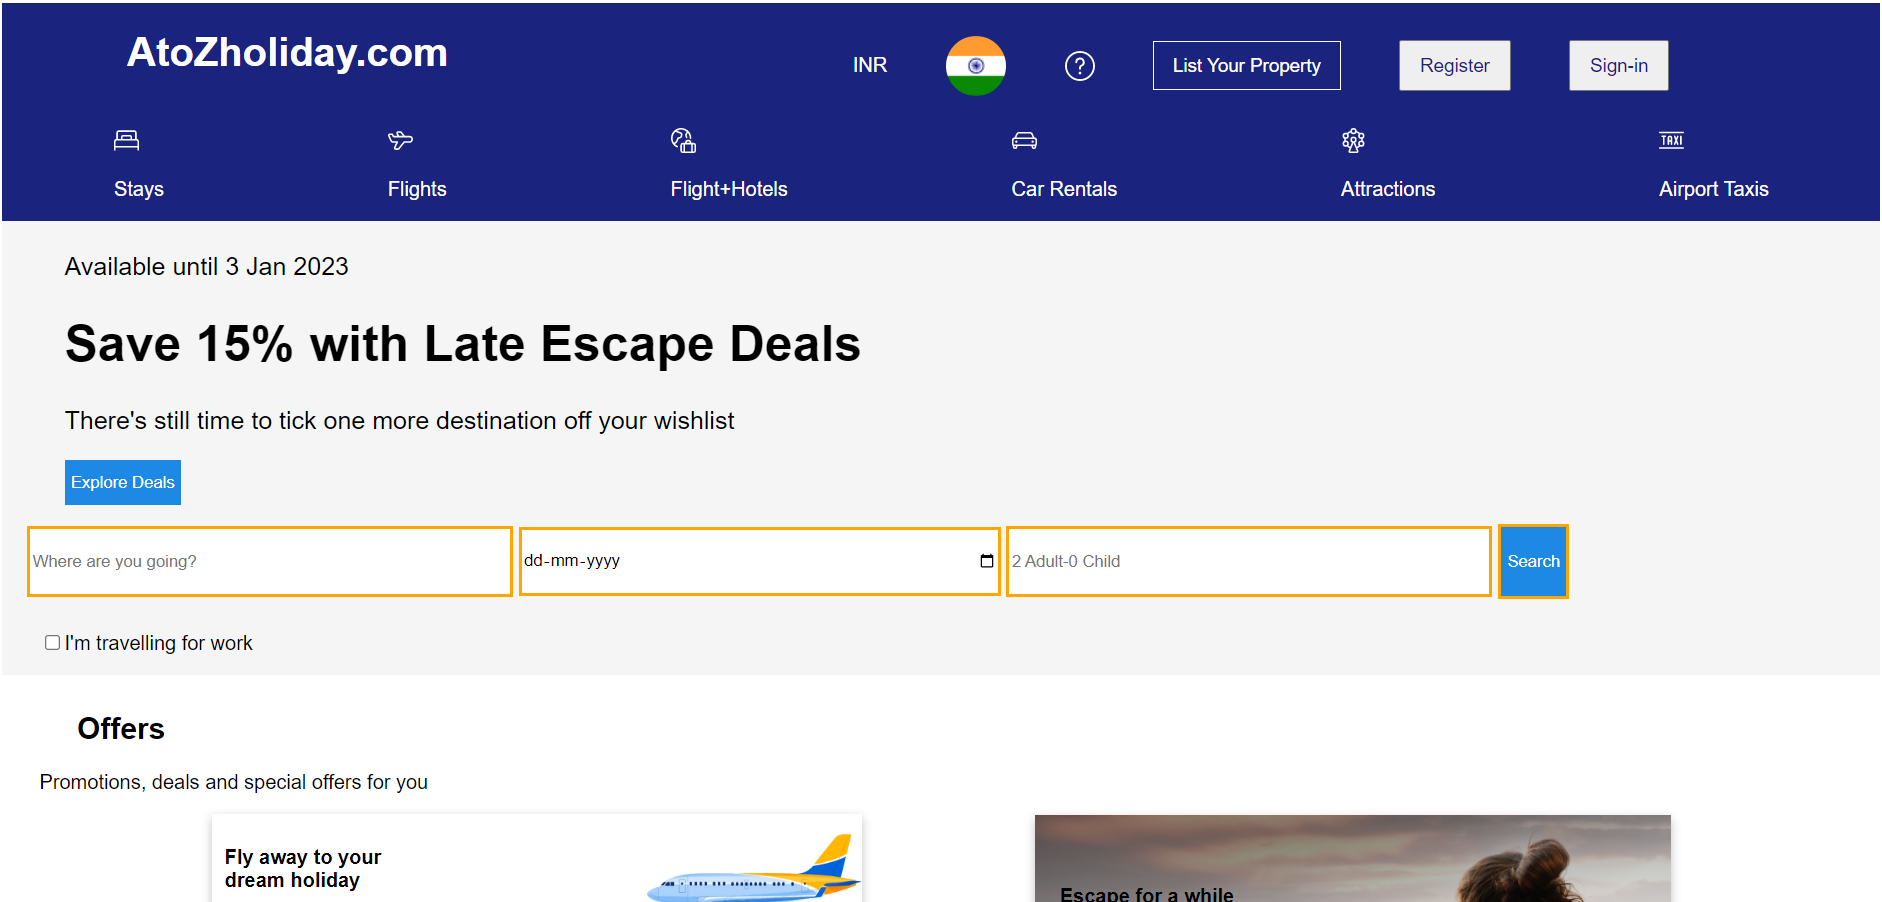 AtoZholiday.com
INR
List Your Property
Register
Sign-in
Stays
Flights
Flight+Hotels
Car Rentals
TAXI
Attractions
Airport Taxis
Available until 3 Jan 2023
Save 15% with Late Escape Deals
There's still time to tick one more destination off your wishlist
Explore Deals
Where are you going?
dd-mm-yyyy
2 Adult-0 Child
Search
I'm travelling for work
Offers
Promotions, deals and special offers for you
Fly away to your
dream holiday
Escape for a while